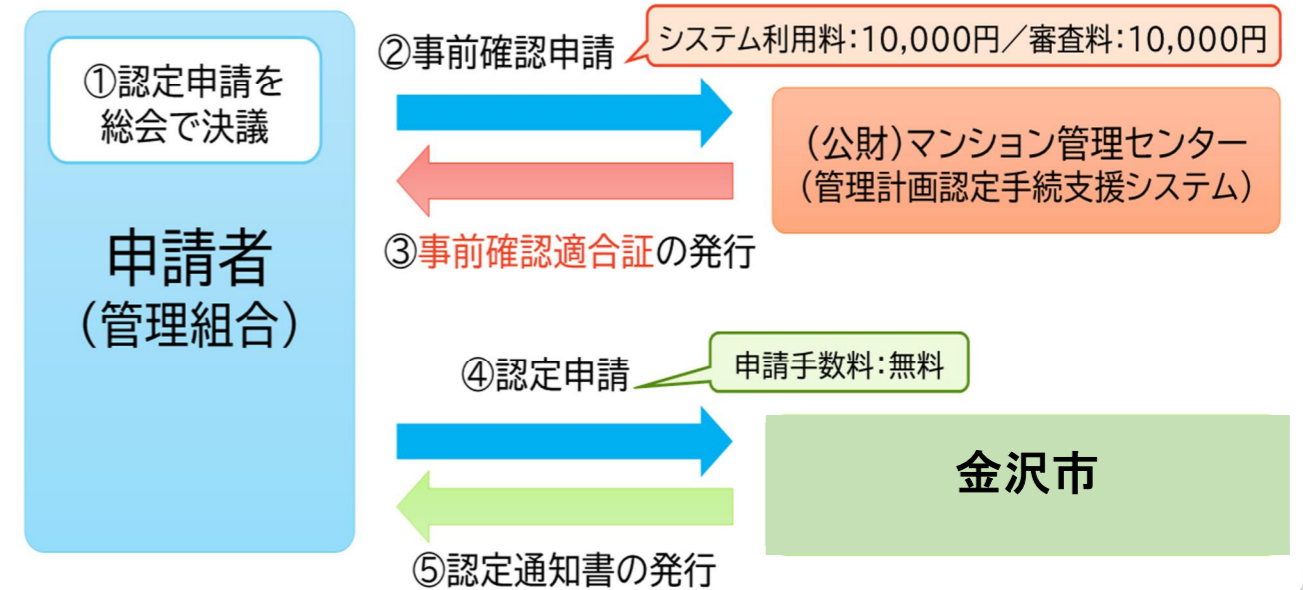 ①認定申請を
総会で決議
申請者
（管理組合）
②事前確認申請
システム利用料：10,000円／審査料：10,000円
（公財）マンション管理センター
（管理計画認定手続支援システム）
③事前確認適合証の発行
④認定申請
申請手数料：無料
金沢市
⑤認定通知書の発行